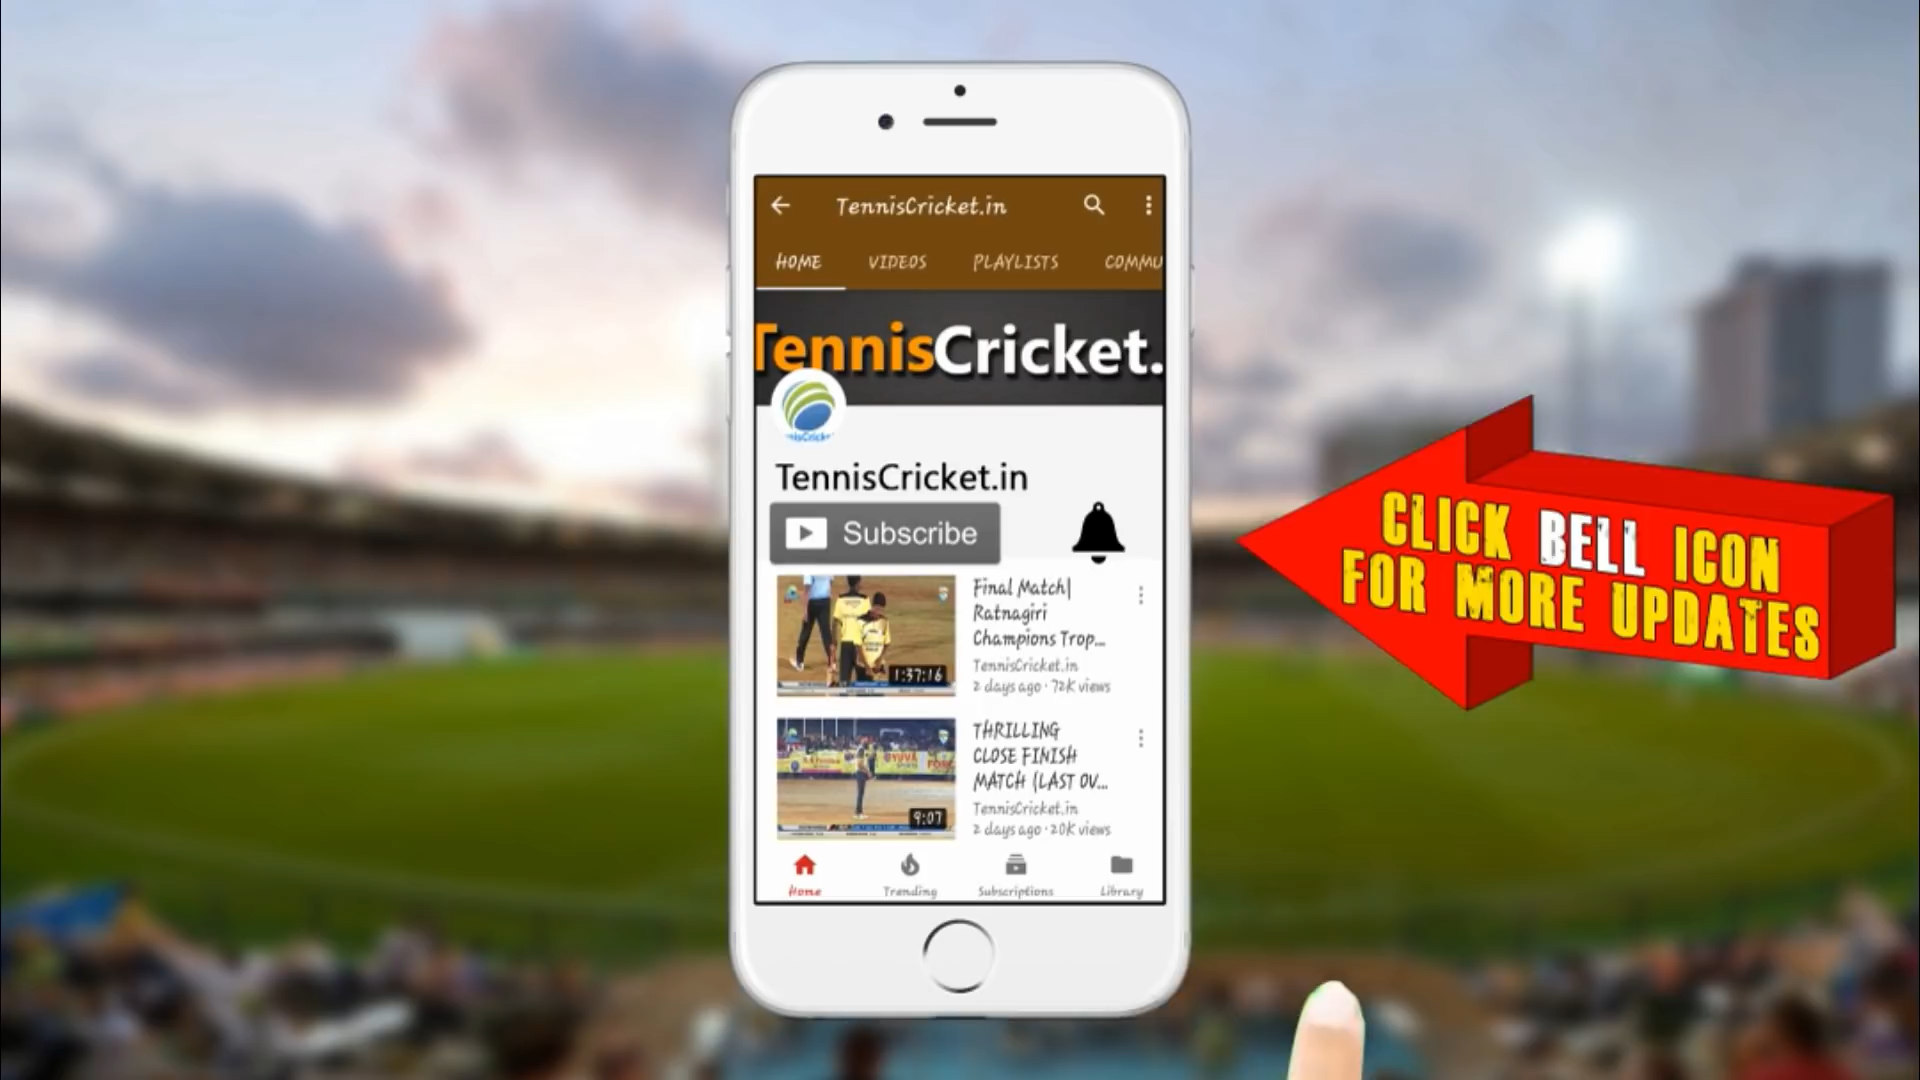 TennisCricket.in
HOME VIDEOS PLAYLISTS COMMU
TennisCricket.
TennisCricket.in
Subscribe
Final Match|
Ratnagiri
Champions Trop...
TennisCricket.in
2 days ago · 72K views
1:37:16
THRILLING
CLOSE FINISH
MATCH (LAST OV...
TennisCricket.in
2 days ago · 20K views
9:07
Home Trending Subscriptions Library
CLICK BELL ICON
FOR MORE UPDATES